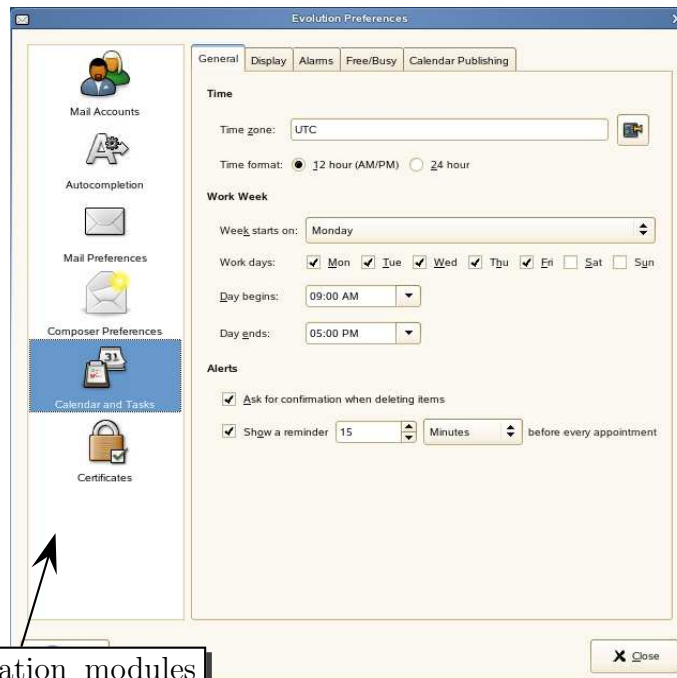 Evolution Preferences
Mail Accounts
Autocompletion
Mail Preferences
Composer Preferences
31
Calendar and Tasks
Certificates
General Display Alarms Free/Busy Calendar Publishing
Time
Time zone: UTC
Time format: 12 hour (AM/PM) 24 hour
Work Week
Week starts on: Monday
Work days: Mon Tue Wed Thu Fri Sat Sun
Day begins: 09:00 AM
Day ends: 05:00 PM
Alerts
Ask for confirmation when deleting items
Show a reminder 15 Minutes before every appointment
modules
Close